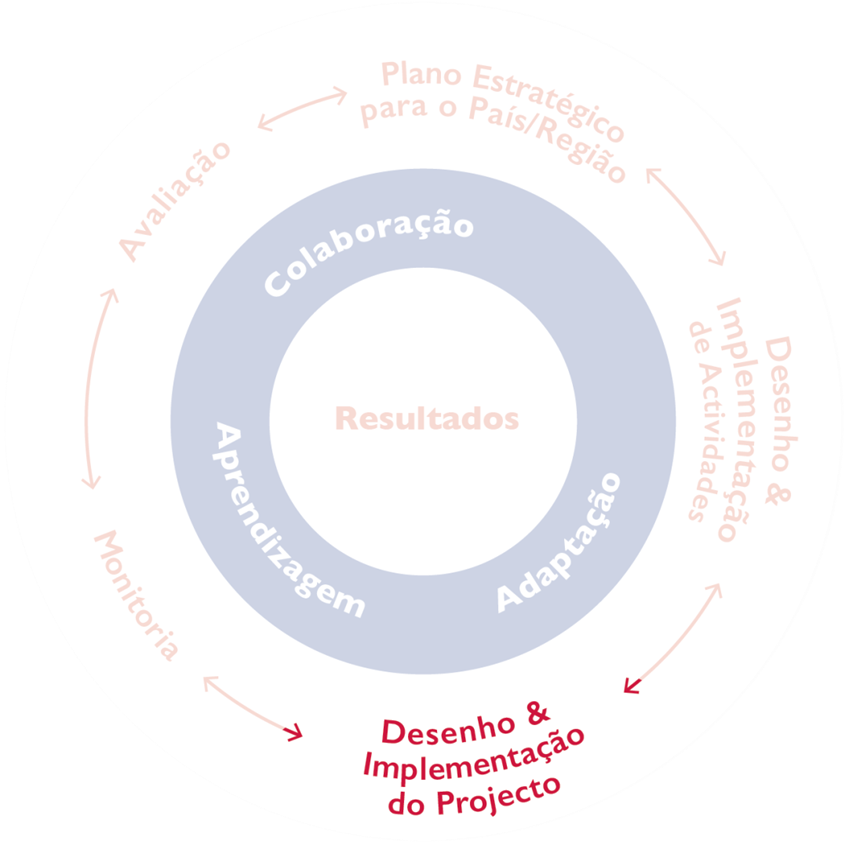 Plano Estratégico
para o País/Região
Avaliação
Colaboração
Desenho &
Implementação
de Actividades
Resultados
Aprendizagem
Adaptação
Monitoria
Desenho &
Implementação
do Projecto